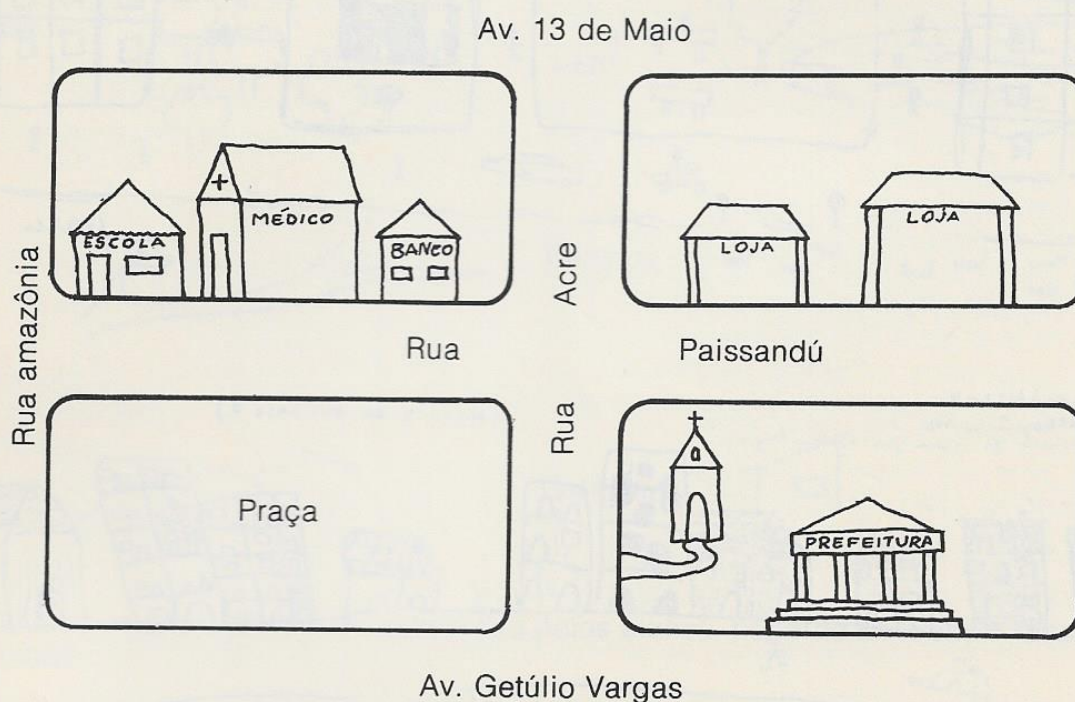 Av. 13 de Maio
ESCOLA
MÉDICO
BANCO
LOJA
LOJA
Rua amazônia
Rua Acre
Rua Paissandú
Praça
PREFEITURA
Av. Getúlio Vargas